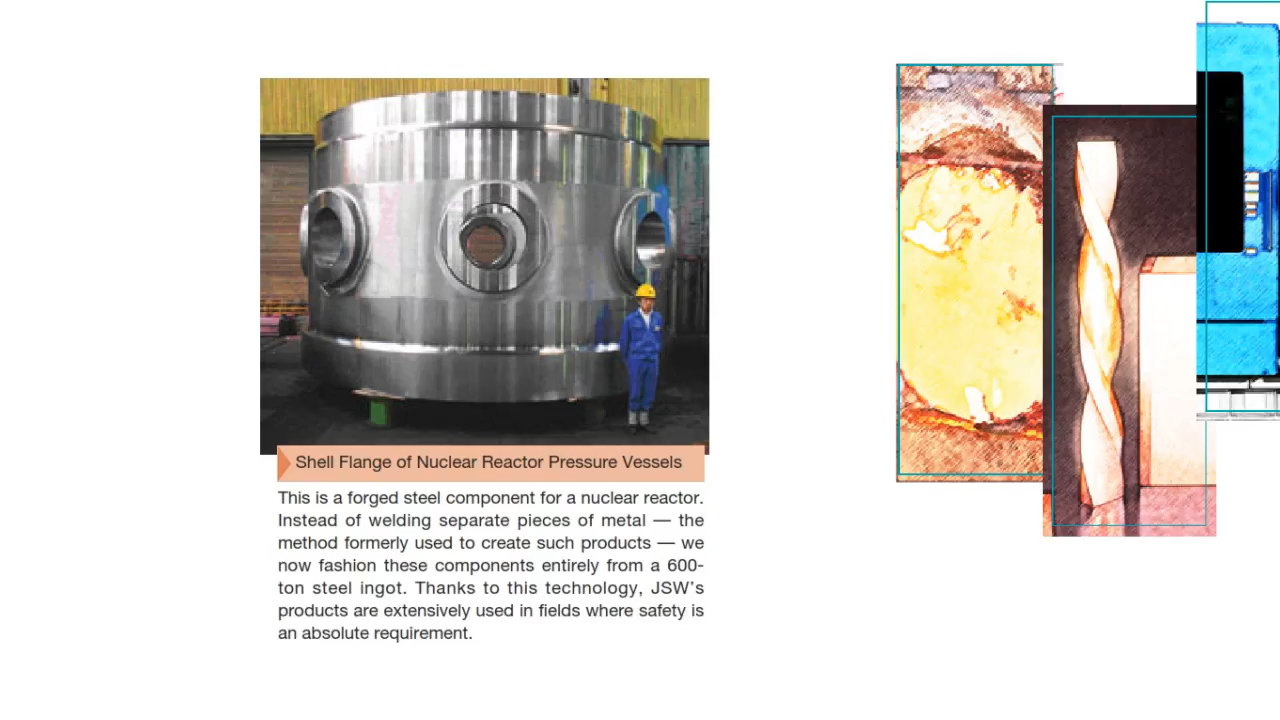 Shell Flange of Nuclear Reactor Pressure Vessels
This is a forged steel component for a nuclear reactor.
Instead of welding separate pieces of metal — the
method formerly used to create such products — we
now fashion these components entirely from a 600-
ton steel ingot. Thanks to this technology, JSW's
products are extensively used in fields where safety is
an absolute requirement.